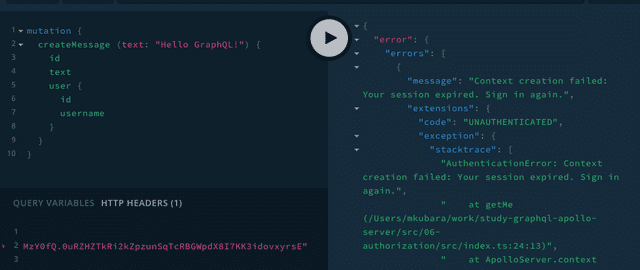 1 mutation {
2 createMessage (text: "Hello GraphQL!") {
3 id
4 text
5 user {
6 id
7 username
8 }
9 }
10 }
QUERY VARIABLES HTTP HEADERS (1)
1
2 MzY0fQ.0uRZHZTkRi2kZpzunSqTcRBGWpdX8I7KK3idovxyrsE"
{
"error": {
"errors": [
{
"message": "Context creation failed:
Your session expired. Sign in again.",
"extensions": {
"code": "UNAUTHENTICATED",
"exception": {
"stacktrace": [
"AuthenticationError: Context
creation failed: Your session expired. Sign in
again.",
" at getMe
(/Users/mkubara/work/study-graphql-apollo-
server/src/06-
authorization/src/index.ts:24:13)",
" at ApolloServer.context